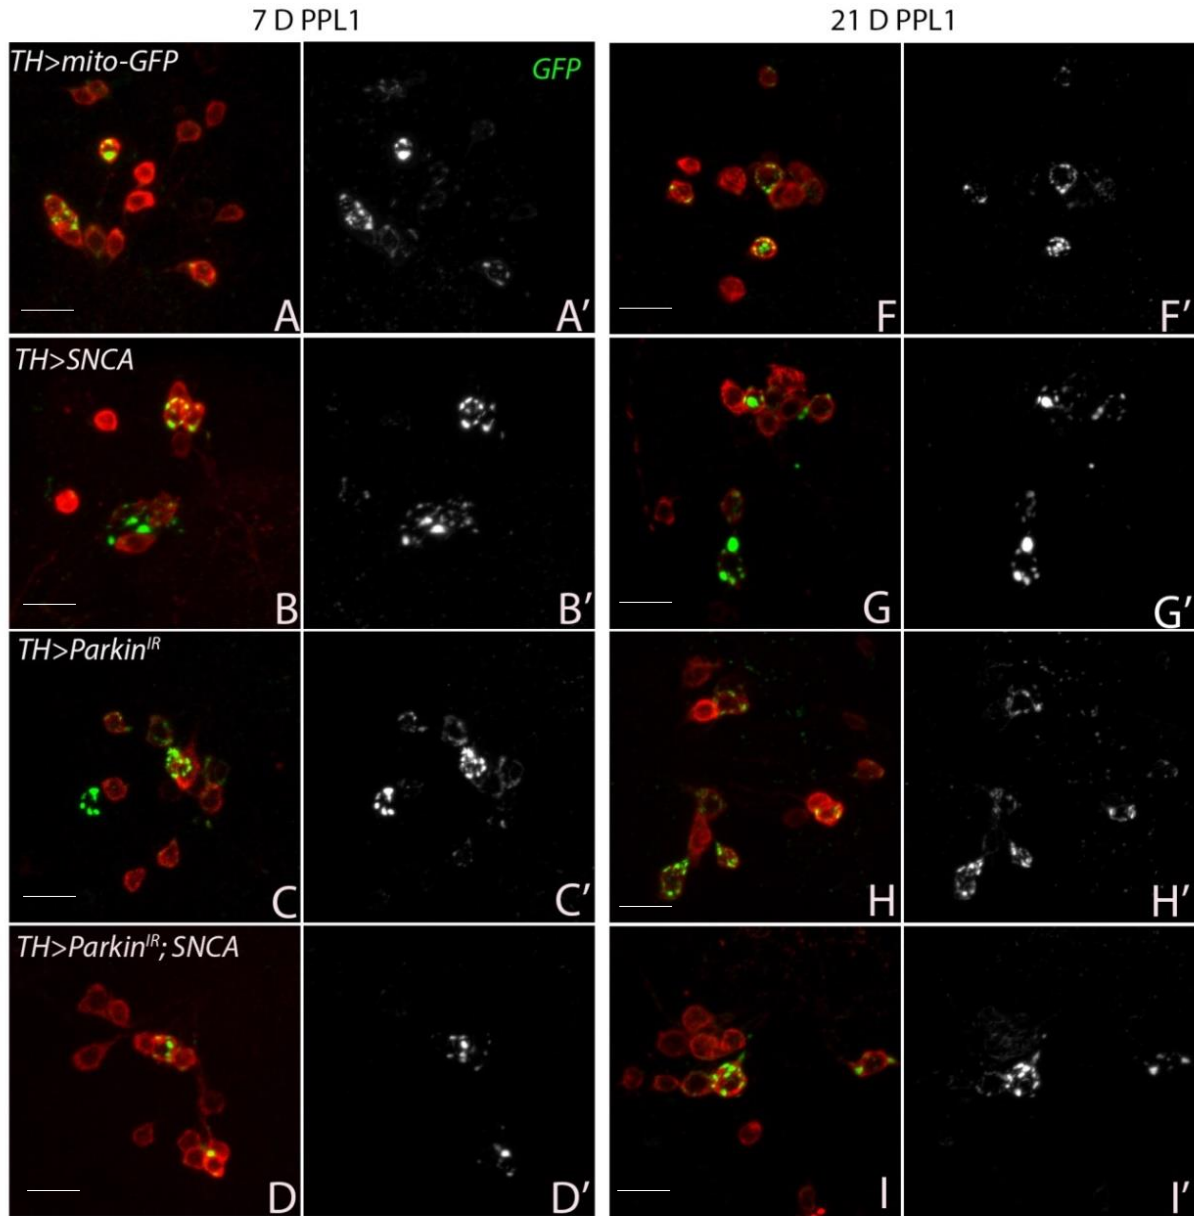 7 D PPL1 21 D PPL1
TH>mito-GFP GFP
A A' F F'
TH>SNCA
B B' G G'
TH>Parkin^IR
C C' H H'
TH>Parkin^IR; SNCA
D D' I I'